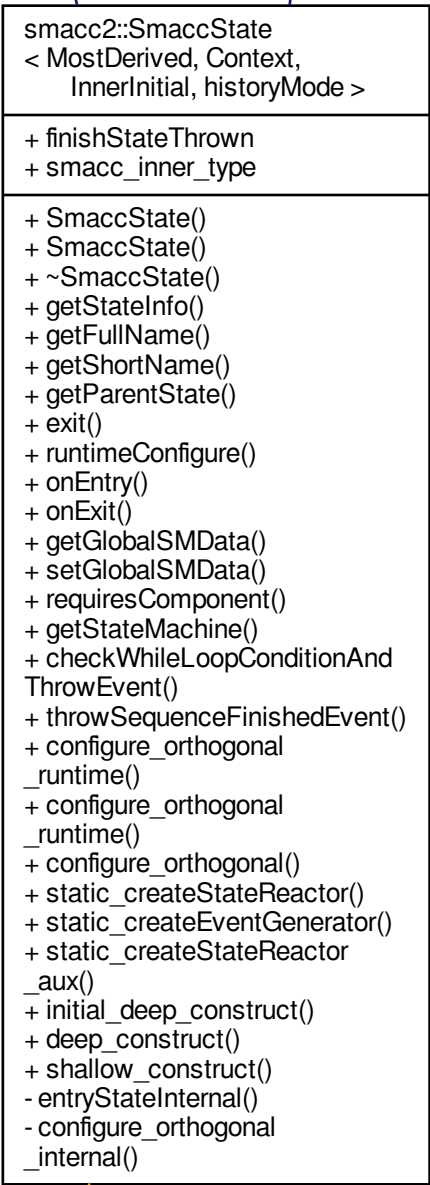 smacc2::SmaccState
< MostDerived, Context,
InnerInitial, historyMode >
+ finishStateThrown
+ smacc_inner_type
+ SmaccState()
+ SmaccState()
+ ~SmaccState()
+ getStateInfo()
+ getFullName()
+ getShortName()
+ getParentState()
+ exit()
+ runtimeConfigure()
+ onEntry()
+ onExit()
+ getGlobalSMData()
+ setGlobalSMData()
+ requiresComponent()
+ getStateMachine()
+ checkWhileLoopConditionAnd
ThrowEvent()
+ throwSequenceFinishedEvent()
+ configure_orthogonal
_runtime()
+ configure_orthogonal
_runtime()
+ configure_orthogonal()
+ static_createStateReactor()
+ static_createEventGenerator()
+ static_createStateReactor
_aux()
+ initial_deep_construct()
+ deep_construct()
+ shallow_construct()
- entryStateInternal()
- configure_orthogonal
_internal()